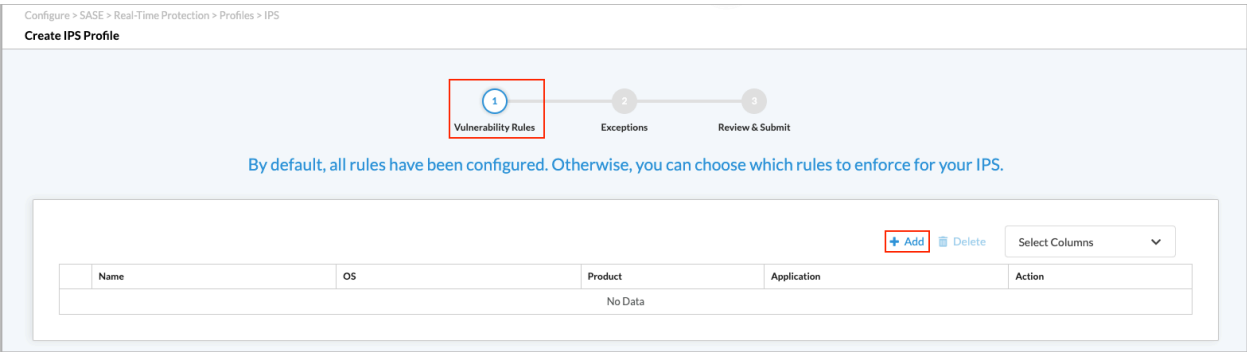 Configure > SASE > Real-Time Protection > Profiles > IPS
Create IPS Profile
1
2
3
Vulnerability Rules
Exceptions
Review & Submit
By default, all rules have been configured. Otherwise, you can choose which rules to enforce for your IPS.
+ Add
Delete
Select Columns
Name
OS
Product
Application
Action
No Data